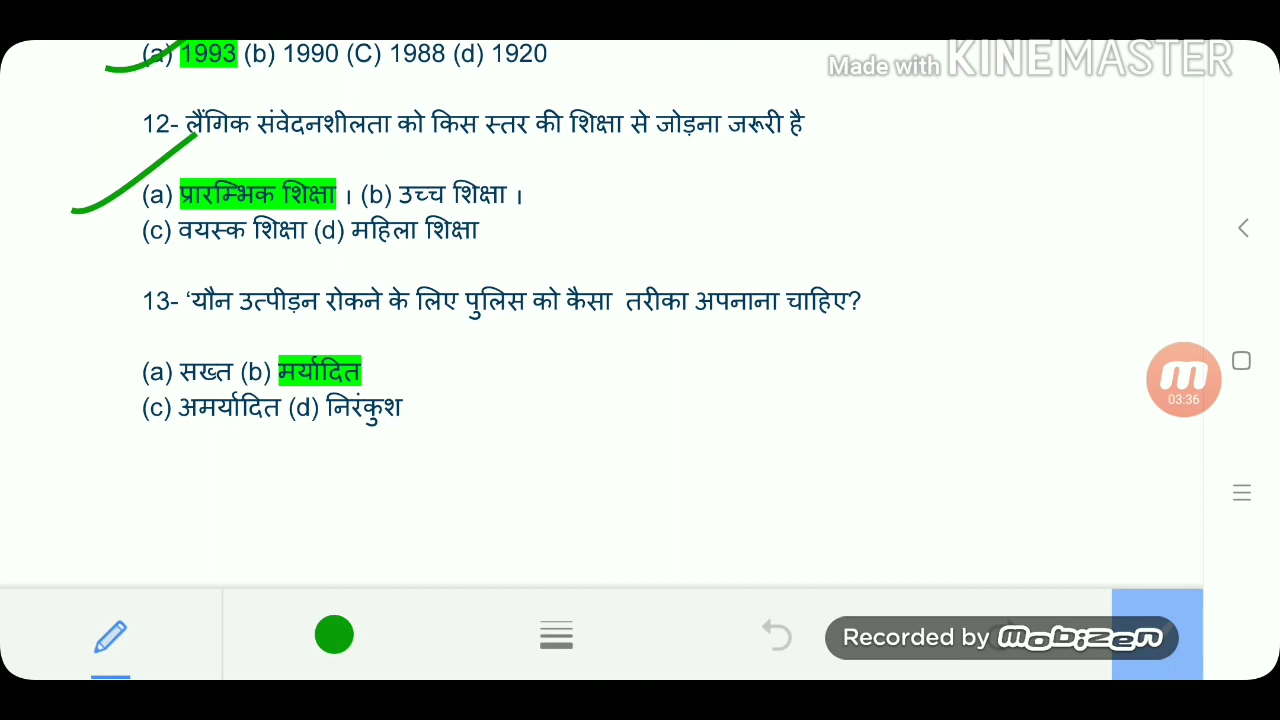 (a) 1993 (b) 1990 (C) 1988 (d) 1920
Made with KINEMASTER
12- लैंगिक संवेदनशीलता को किस स्तर की शिक्षा से जोड़ना जरूरी है
(a) प्रारम्भिक शिक्षा । (b) उच्च शिक्षा ।
(c) वयस्क शिक्षा (d) महिला शिक्षा
13- ‘यौन उत्पीड़न रोकने के लिए पुलिस को कैसा तरीका अपनाना चाहिए?
(a) सख्त (b) मर्यादित
(c) अमर्यादित (d) निरंकुश
03:36
Recorded by mobizen